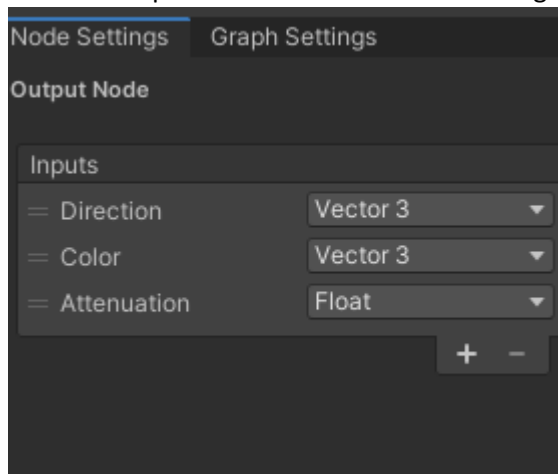 Node Settings Graph Settings
Output Node
Inputs
Direction Vector 3
Color Vector 3
Attenuation Float
+ −